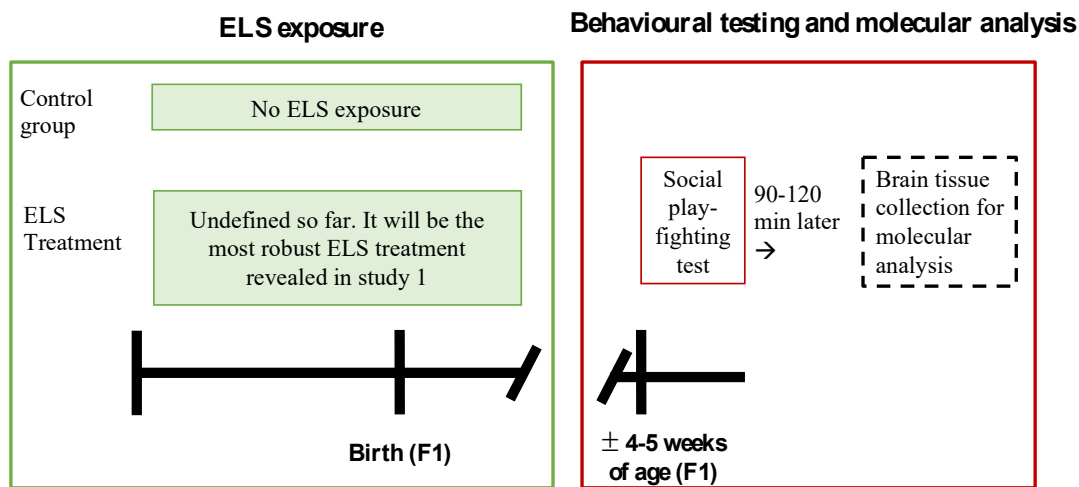 ELS exposure
Control
group
No ELS exposure
ELS
Treatment
Undefined so far. It will be the
most robust ELS treatment
revealed in study 1
Birth (F1)
Behavioural testing and molecular analysis
Social
play-
fighting
test
90-120
min later
→
Brain tissue
collection for
molecular
analysis
± 4-5 weeks
of age (F1)